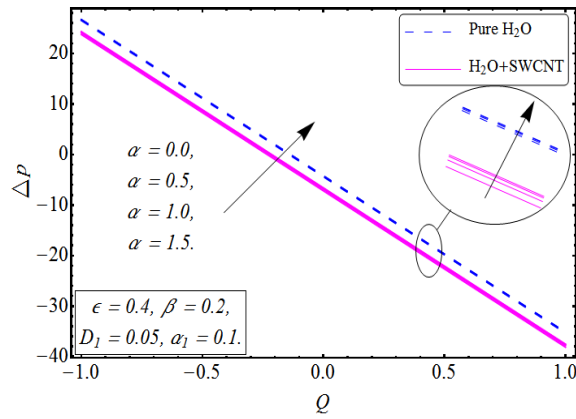 Pure H₂O
H₂O+SWCNT
20
10
0
−10
−20
−30
−40
Δp
α = 0.0,
α = 0.5,
α = 1.0,
α = 1.5.
ϵ = 0.4, β = 0.2,
D₁ = 0.05, α₁ = 0.1.
−1.0 −0.5 0.0 0.5 1.0
Q